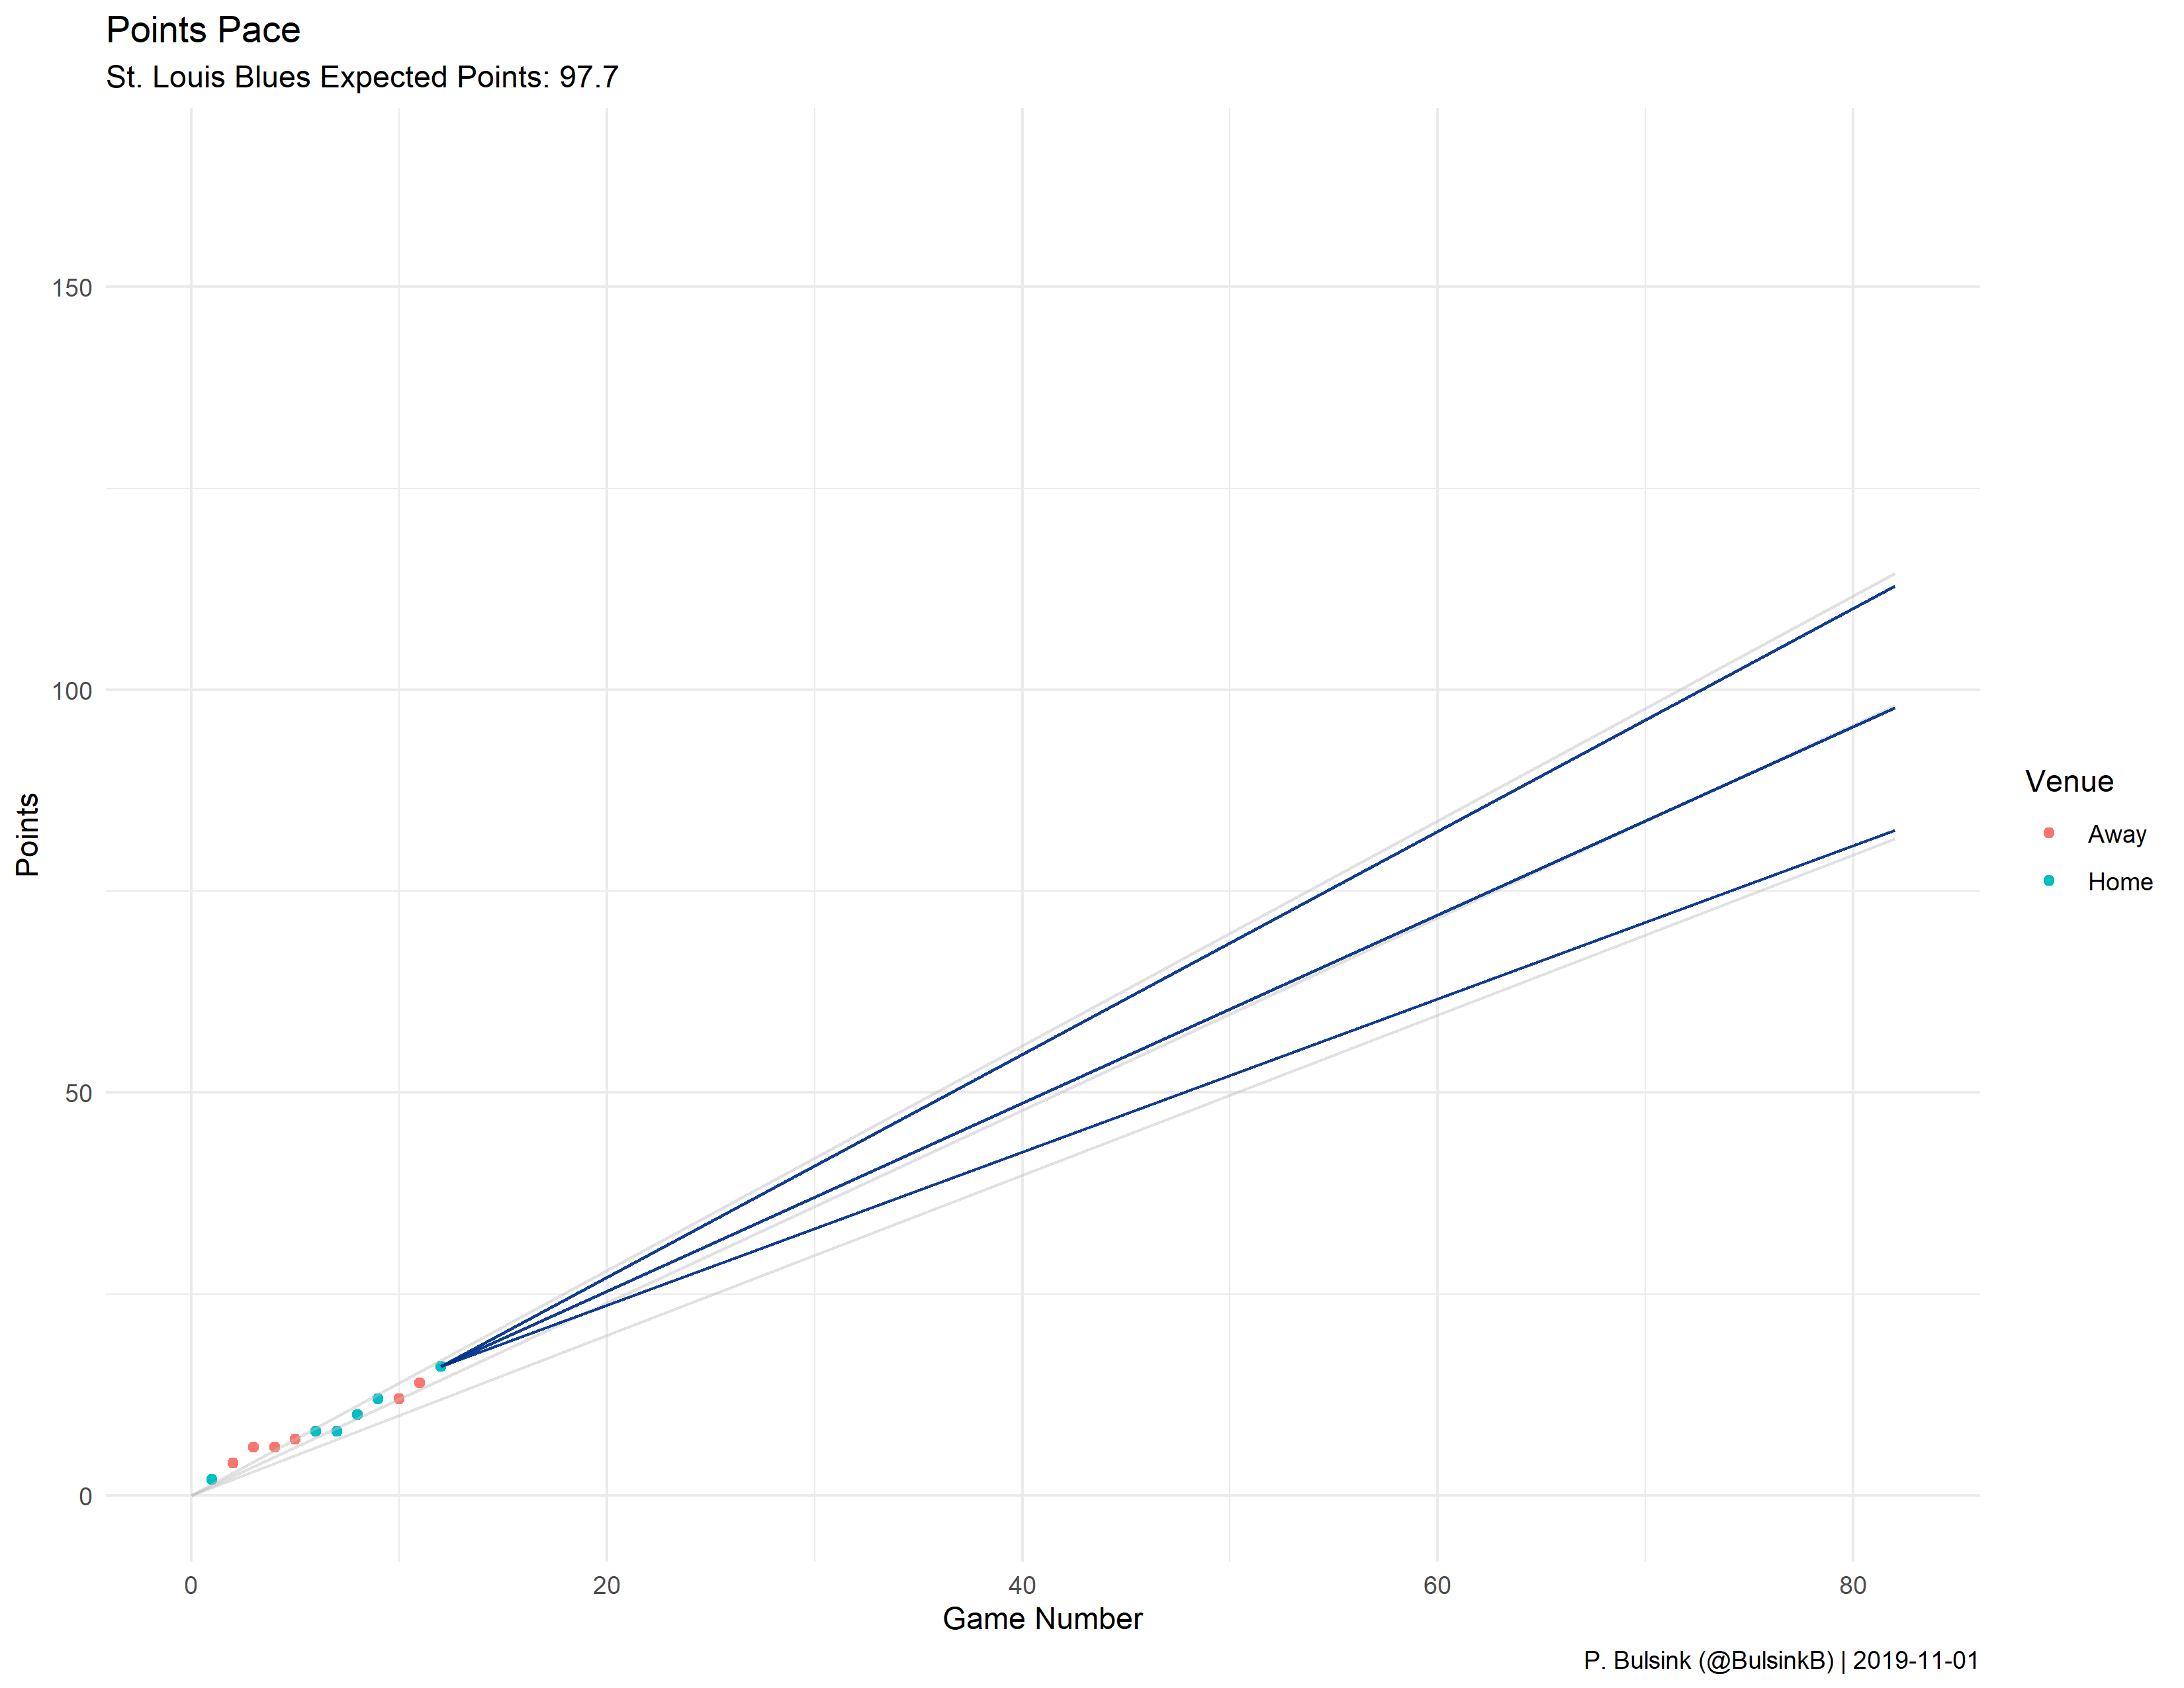 Points Pace
St. Louis Blues Expected Points: 97.7
150
100
50
0
Points
0 20 40 60 80
Game Number
Venue
Away
Home
P. Bulsink (@BulsinkB) | 2019-11-01